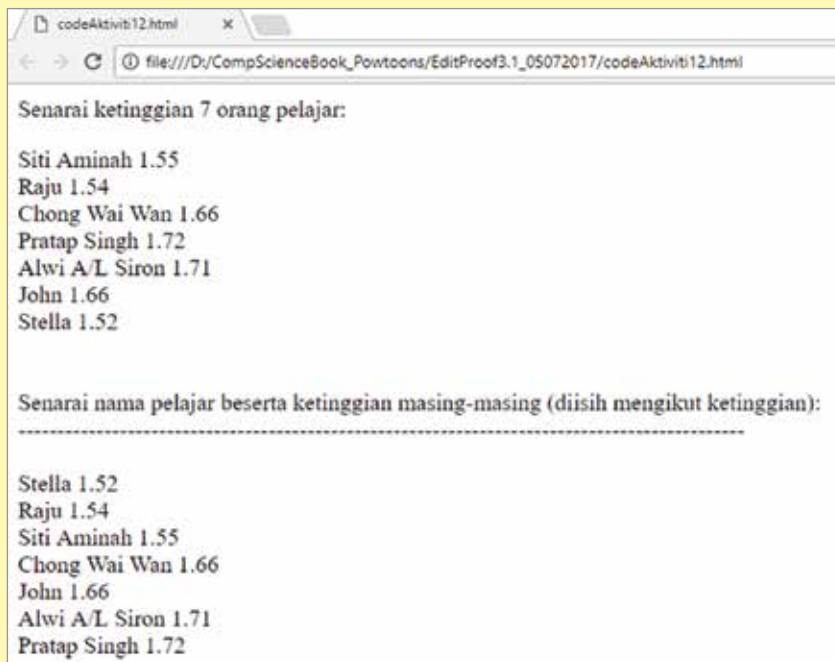 codeAktiviti12.html
file:///D:/CompScienceBook_Powtoons/EditProof3.1_05072017/codeAktiviti12.html
Senarai ketinggian 7 orang pelajar:
Siti Aminah 1.55
Raju 1.54
Chong Wai Wan 1.66
Pratap Singh 1.72
Alwi A/L Siron 1.71
John 1.66
Stella 1.52
Senarai nama pelajar beserta ketinggian masing-masing (diisih mengikut ketinggian):
--------------------------------------------------------------------------------------------
Stella 1.52
Raju 1.54
Siti Aminah 1.55
Chong Wai Wan 1.66
John 1.66
Alwi A/L Siron 1.71
Pratap Singh 1.72